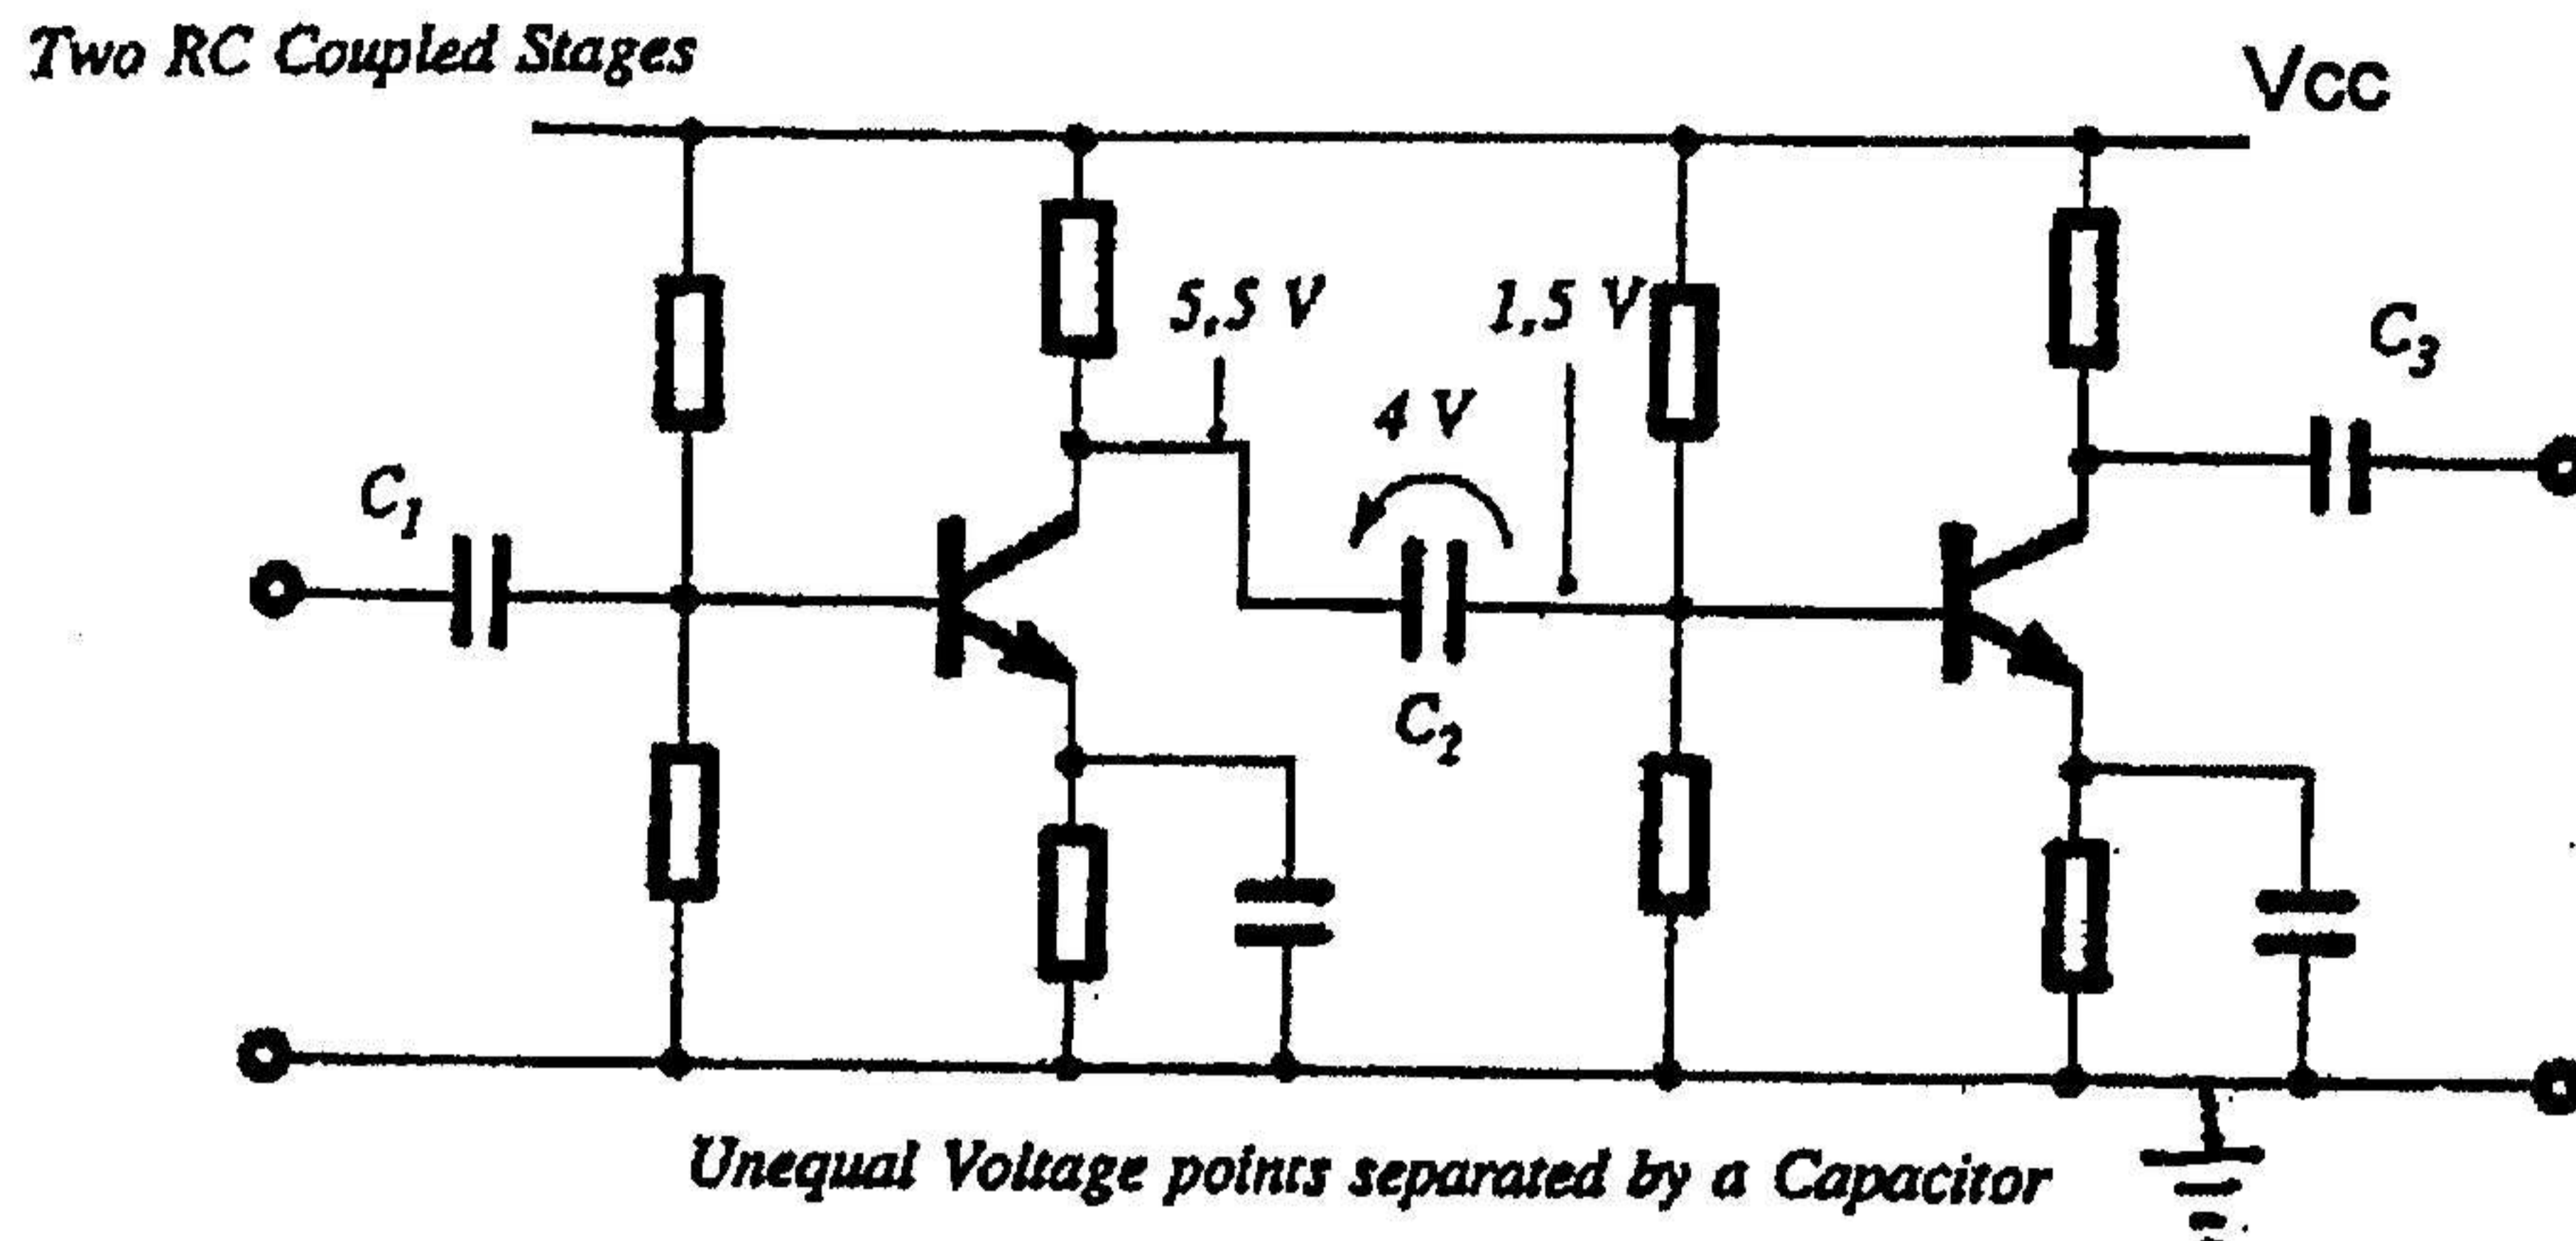 Two RC Coupled Stages
Vcc
5.5 V
1.5 V
C3
4 V
C1
C2
Unequal Voltage points separated by a Capacitor